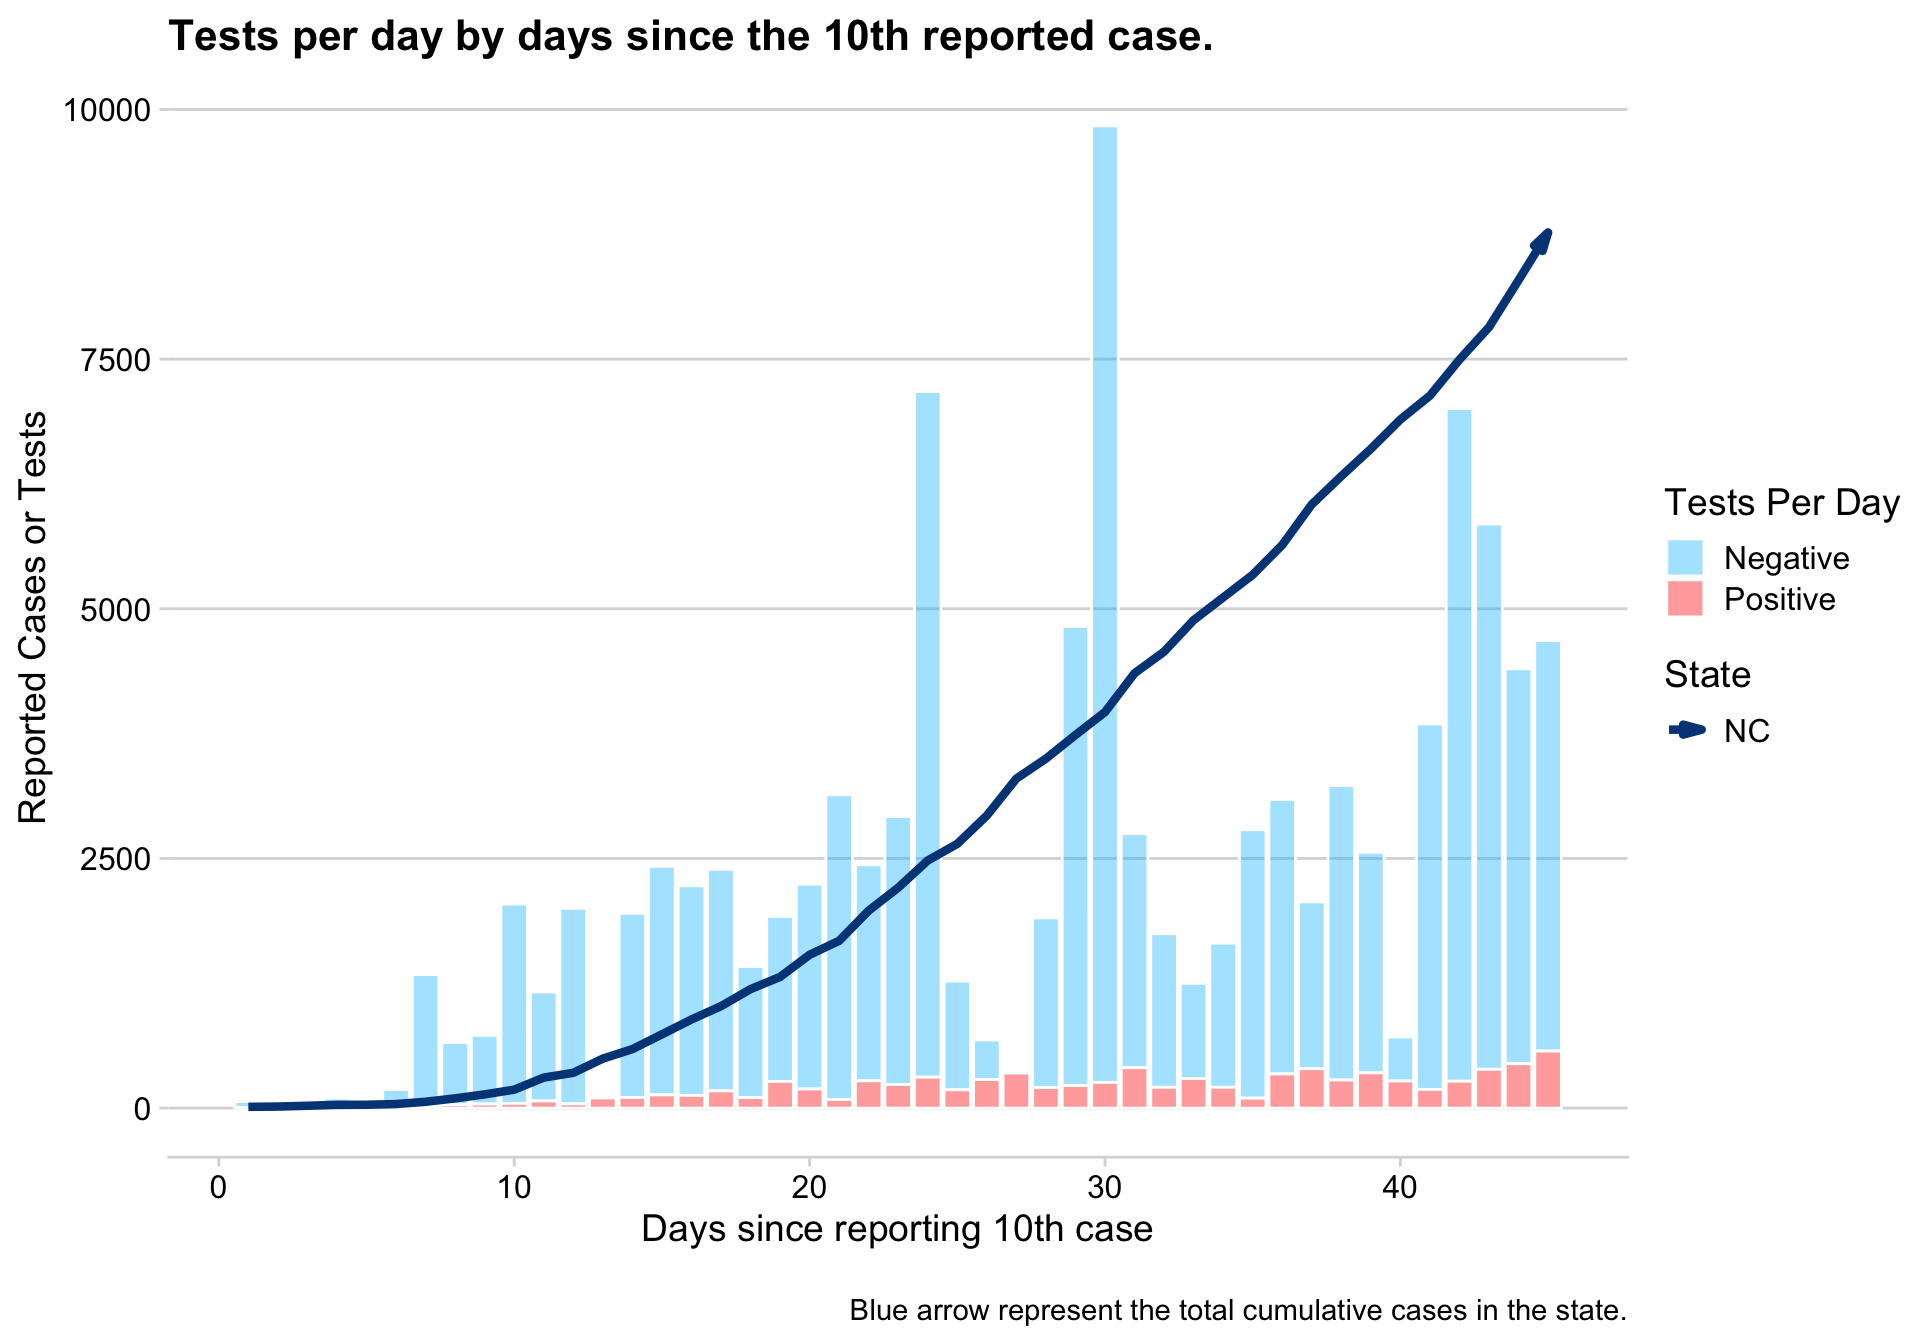 Tests per day by days since the 10th reported case.
10000
7500
5000
2500
0
Reported Cases or Tests
0 10 20 30 40
Days since reporting 10th case
Tests Per Day
Negative
Positive
State
NC
Blue arrow represent the total cumulative cases in the state.